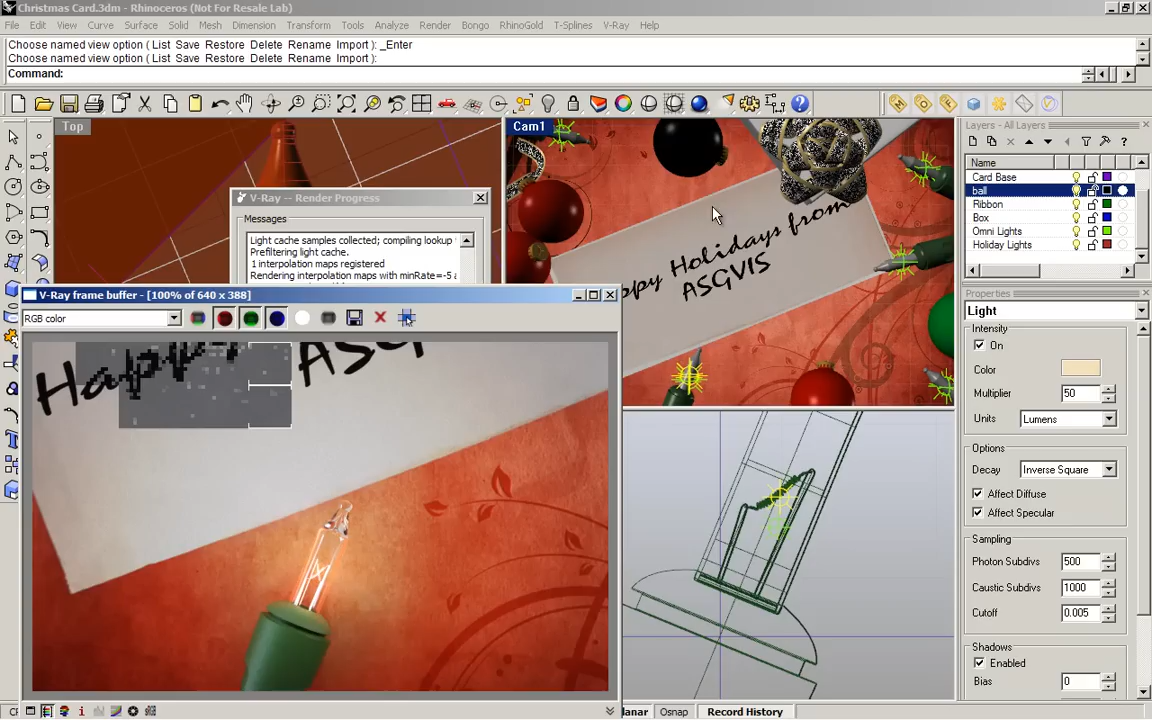 Christmas Card.3dm - Rhinoceros (Not For Resale Lab)
File Edit View Curve Surface Solid Mesh Dimension Transform Tools Analyze Render Bongo RhinoGold T-Splines V-Ray Help
Choose named view option ( List Save Restore Delete Rename Import ): _Enter
Choose named view option ( List Save Restore Delete Rename Import ):
Command:
Top
Cam1
Layers - All Layers
Name
Card Base
ball
Ribbon
Box
Omni Lights
Holiday Lights
V-Ray -- Render Progress
Messages
Light cache samples collected; compiling lookup
Prefiltering light cache.
1 interpolation maps registered
Rendering interpolation maps with minRate=-5
ppy Holidays from
ASGVIS
V-Ray frame buffer - [100% of 640 x 388]
RGB color
Happy
ASGV
Properties
Light
Intensity
On
Color
Multiplier 50
Units Lumens
Options
Decay Inverse Square
Affect Diffuse
Affect Specular
Sampling
Photon Subdivs 500
Caustic Subdivs 1000
Cutoff 0.005
Shadows
Enabled
Bias 0
lanar Osnap Record History